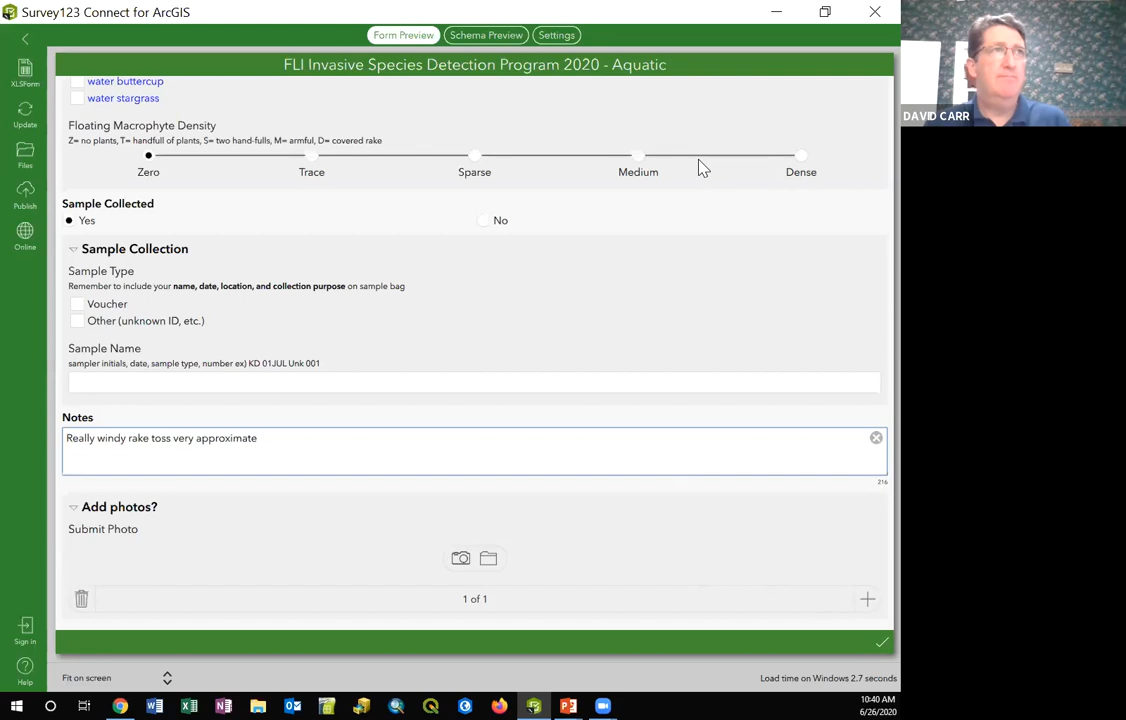 Survey123 Connect for ArcGIS
Form Preview
Schema Preview
Settings
FLI Invasive Species Detection Program 2020 - Aquatic
DAVID CARR
XLSForm
Update
Files
Publish
Online
Sign in
Help
water buttercup
water stargrass
Floating Macrophyte Density
Z= no plants, T= handfull of plants, S= two hand-fulls, M= armful, D= covered rake
Zero Trace Sparse Medium Dense
Sample Collected
Yes No
Sample Collection
Sample Type
Remember to include your name, date, location, and collection purpose on sample bag
Voucher
Other (unknown ID, etc.)
Sample Name
sampler initials, date, sample type, number ex) KD 01JUL Unk 001
Notes
Really windy rake toss very approximate
216
Add photos?
Submit Photo
1 of 1
Fit on screen
Load time on Windows 2.7 seconds
10:40 AM
6/26/2020